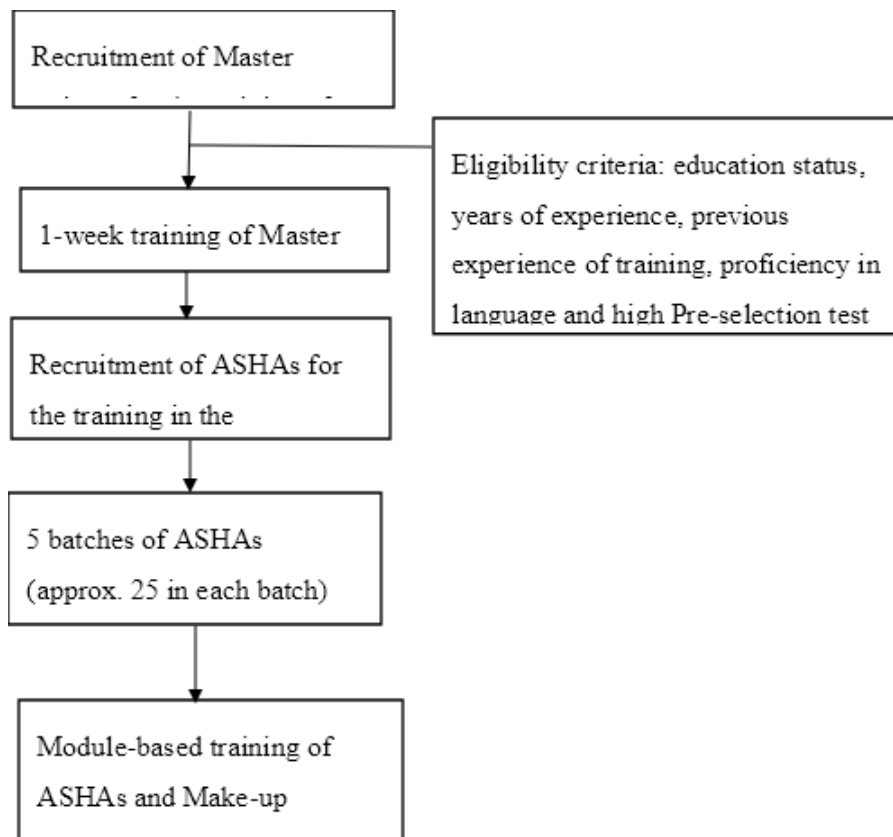 Recruitment of Master
Eligibility criteria: education status,
years of experience, previous
experience of training, proficiency in
language and high Pre-selection test
1-week training of Master
Recruitment of ASHAs for
the training in the
5 batches of ASHAs
(approx. 25 in each batch)
Module-based training of
ASHAs and Make-up